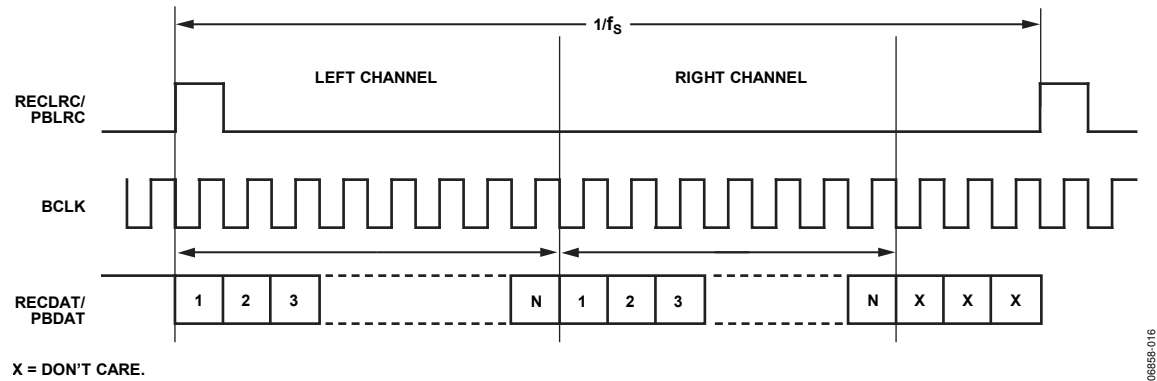 1/fS
LEFT CHANNEL RIGHT CHANNEL
RECLRC/
PBLRC
BCLK
RECDAT/
PBDAT
1 2 3 N 1 2 3 N X X X
X = DON'T CARE.
06858-016